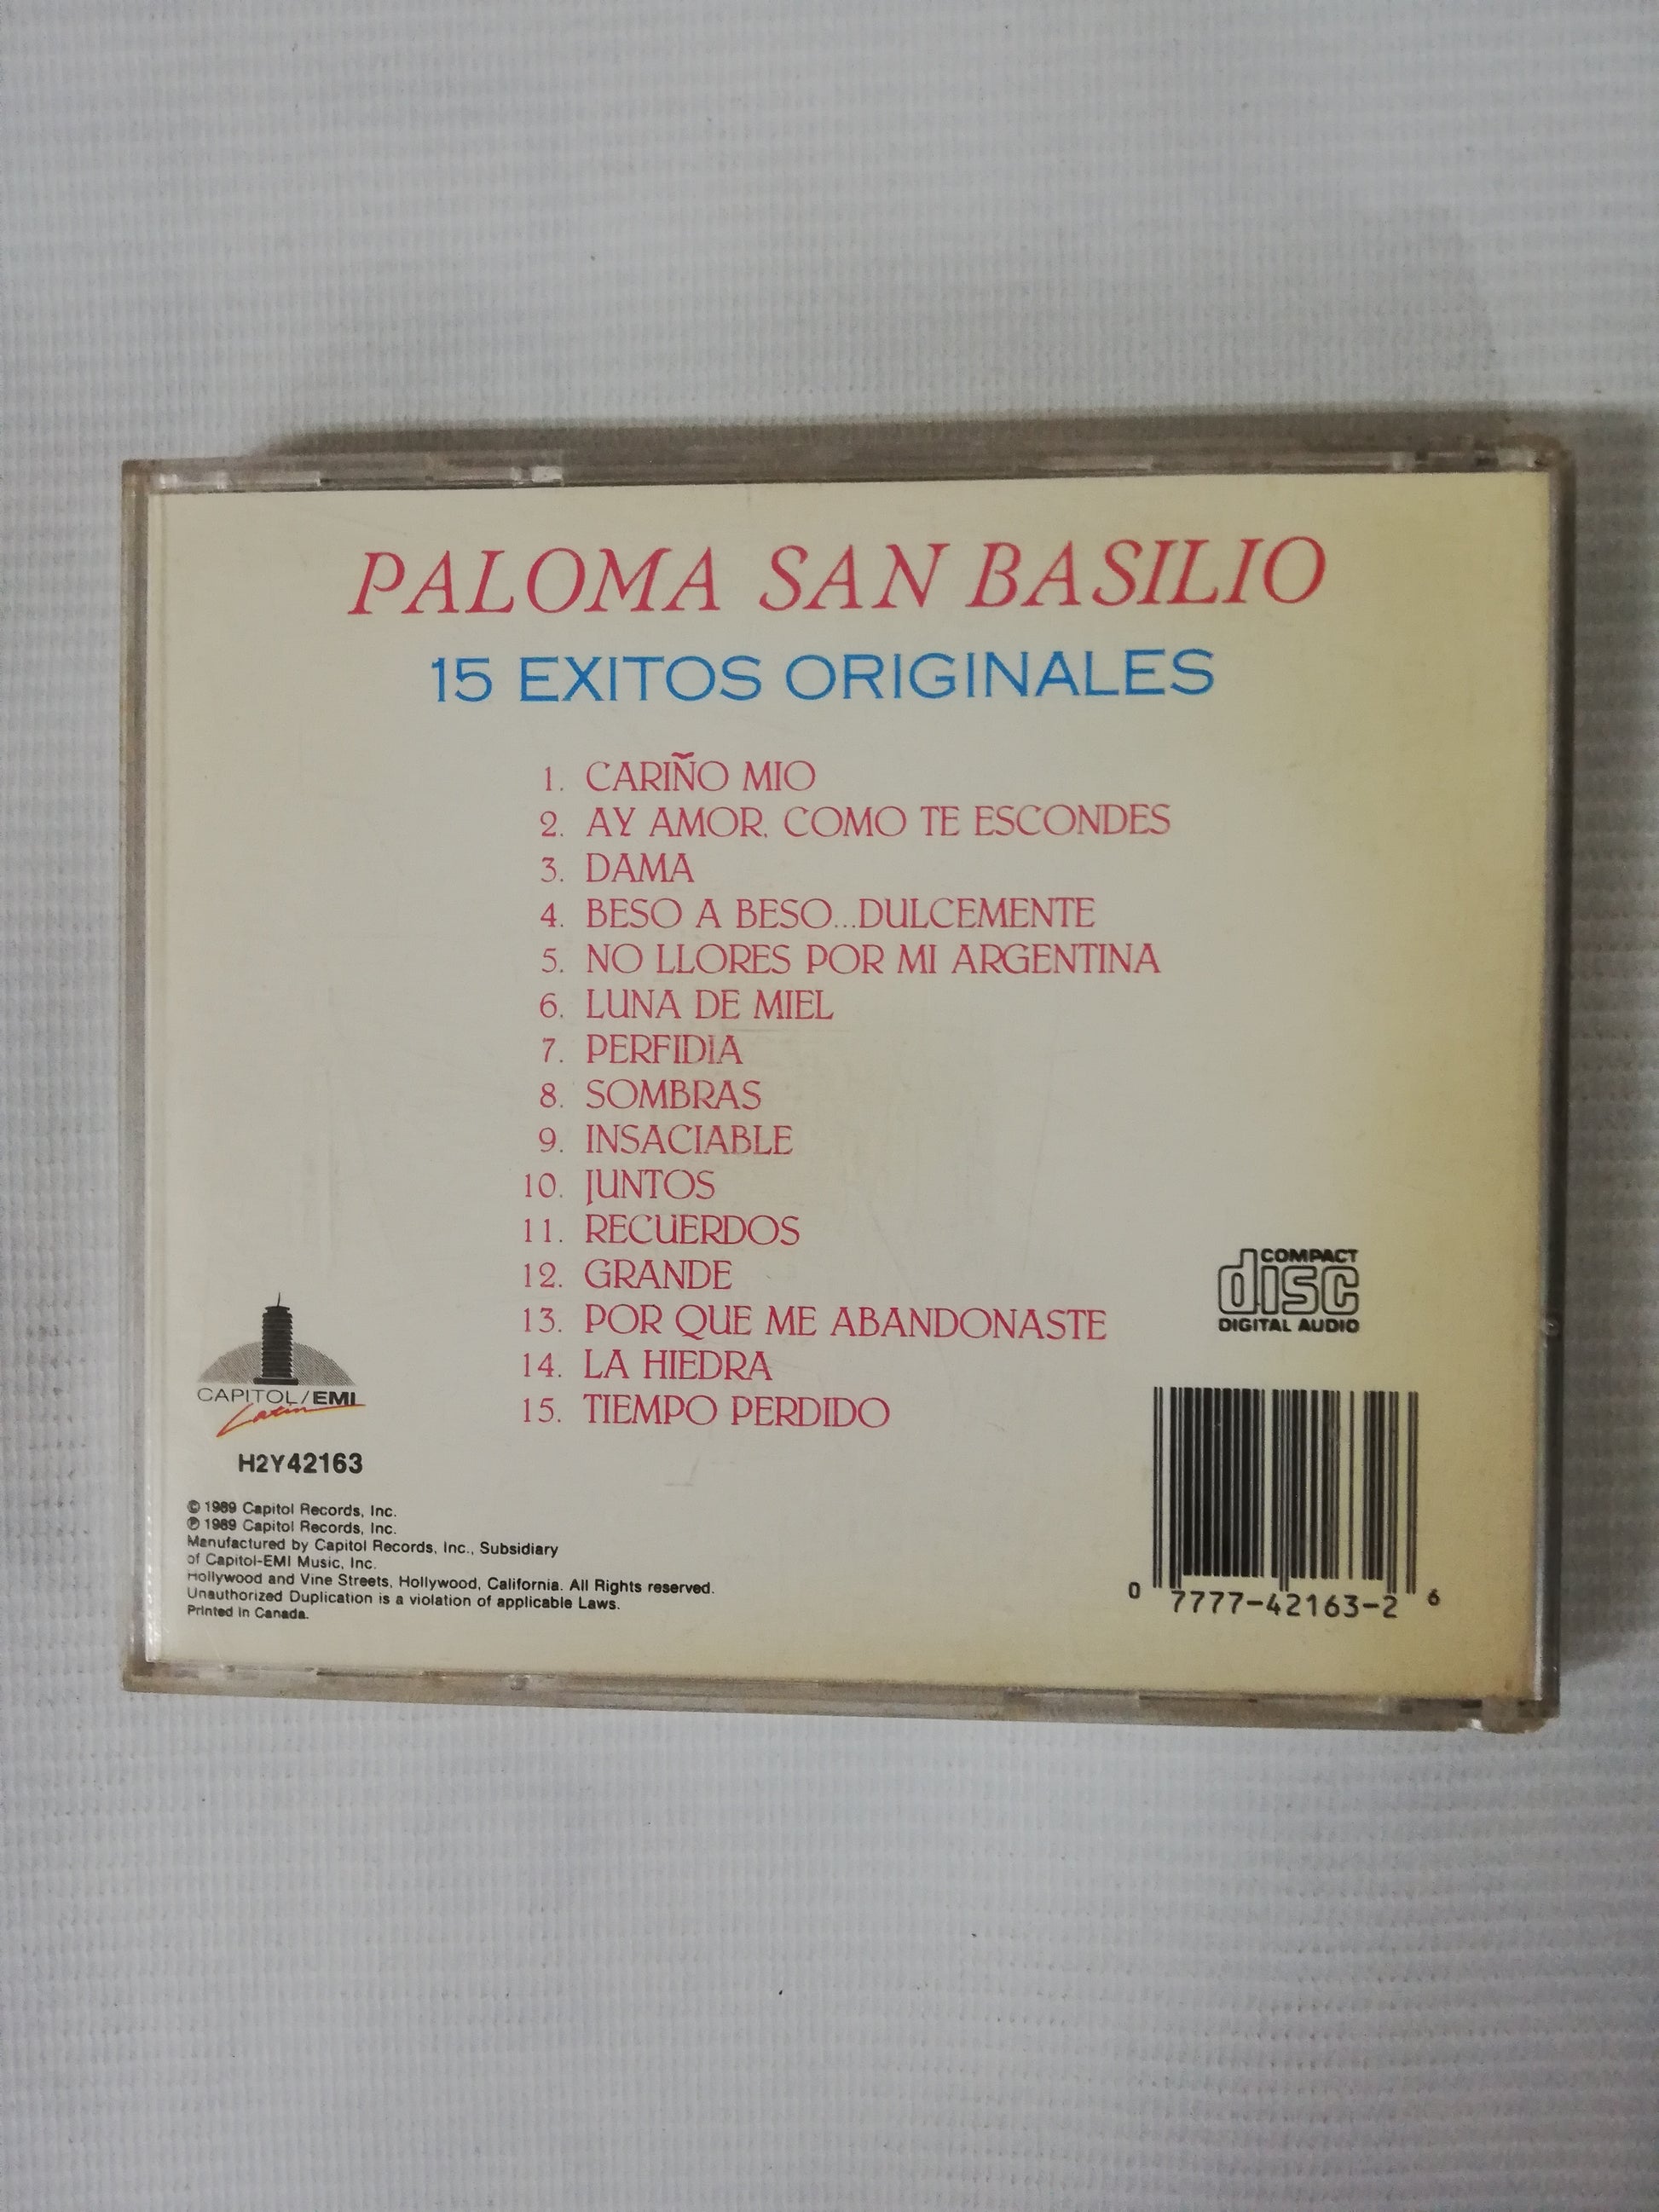 PALOMA SAN BASILIO
15 EXITOS ORIGINALES
1. CARIÑO MIO
2. AY AMOR, COMO TE ESCONDES
3. DAMA
4. BESO A BESO...DULCEMENTE
5. NO LLORES POR MI ARGENTINA
6. LUNA DE MIEL
7. PERFIDIA
8. SOMBRAS
9. INSACIABLE
10. JUNTOS
11. RECUERDOS
12. GRANDE
13. POR QUE ME ABANDONASTE
14. LA HIEDRA
15. TIEMPO PERDIDO
CAPITOL/EMI
Latin
H2Y42163
© 1989 Capitol Records, Inc.
℗ 1989 Capitol Records, Inc.
Manufactured by Capitol Records, Inc., Subsidiary
of Capitol-EMI Music, Inc.
Hollywood and Vine Streets, Hollywood, California. All Rights reserved.
Unauthorized Duplication is a violation of applicable Laws.
Printed in Canada.
COMPACT
disc
DIGITAL AUDIO
0 7777-42163-2 6